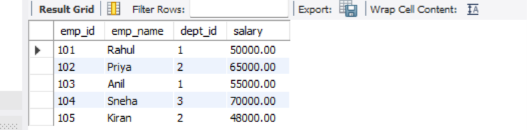 Result Grid Filter Rows: Export: Wrap Cell Content: IA
emp_id emp_name dept_id salary
101 Rahul 1 50000.00
102 Priya 2 65000.00
103 Anil 1 55000.00
104 Sneha 3 70000.00
105 Kiran 2 48000.00